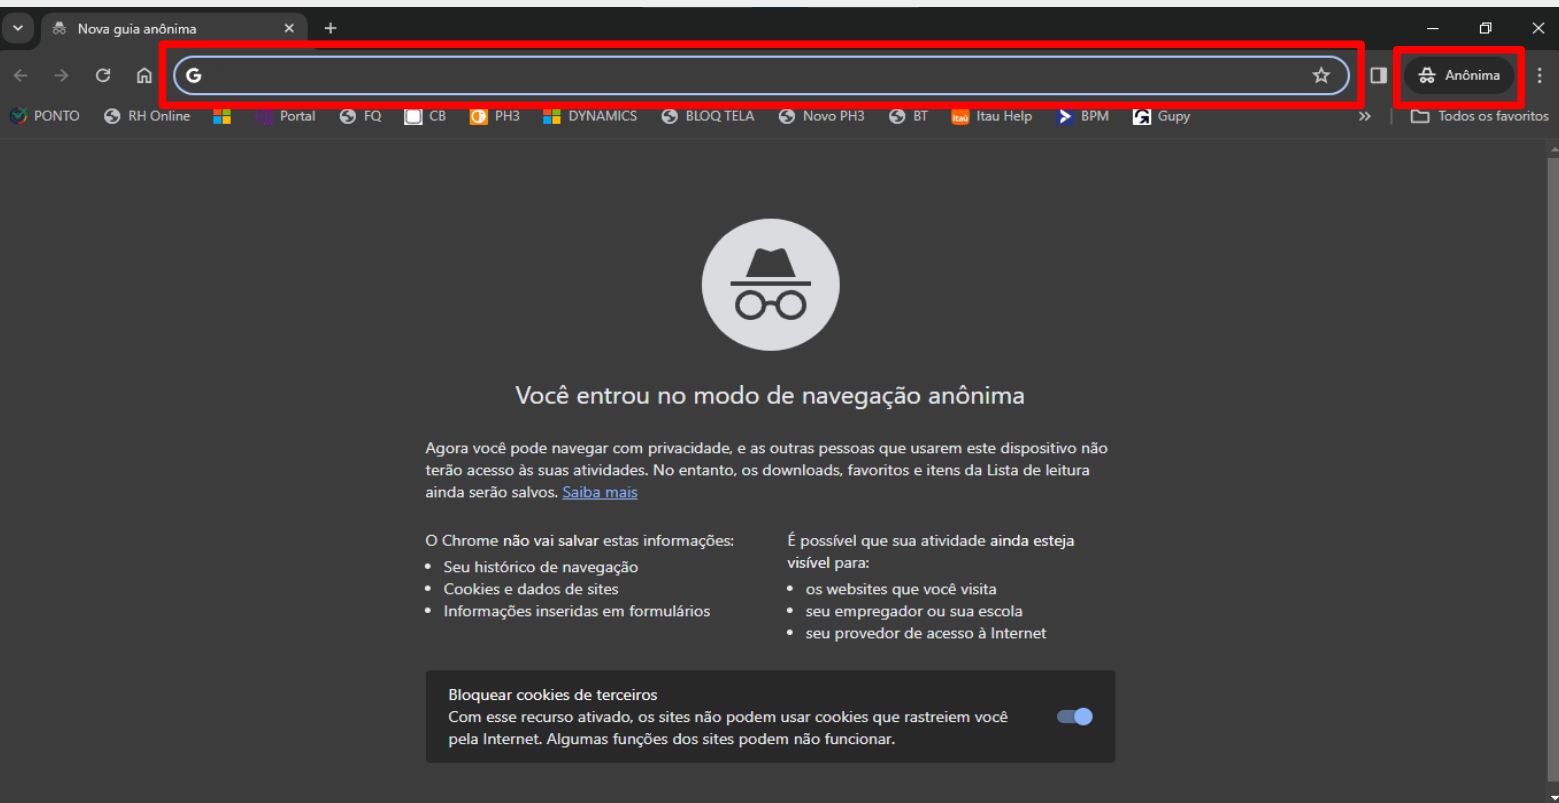 Nova guia anônima
G
Anônima
PONTO RH Online Portal FQ CB PH3 DYNAMICS BLOQ TELA Novo PH3 BT Itaú Itau Help BPM Gupy Todos os favoritos
Você entrou no modo de navegação anônima
Agora você pode navegar com privacidade, e as outras pessoas que usarem este dispositivo não
terão acesso às suas atividades. No entanto, os downloads, favoritos e itens da Lista de leitura
ainda serão salvos. Saiba mais
O Chrome não vai salvar estas informações:
• Seu histórico de navegação
• Cookies e dados de sites
• Informações inseridas em formulários
É possível que sua atividade ainda esteja
visível para:
• os websites que você visita
• seu empregador ou sua escola
• seu provedor de acesso à Internet
Bloquear cookies de terceiros
Com esse recurso ativado, os sites não podem usar cookies que rastreiem você
pela Internet. Algumas funções dos sites podem não funcionar.